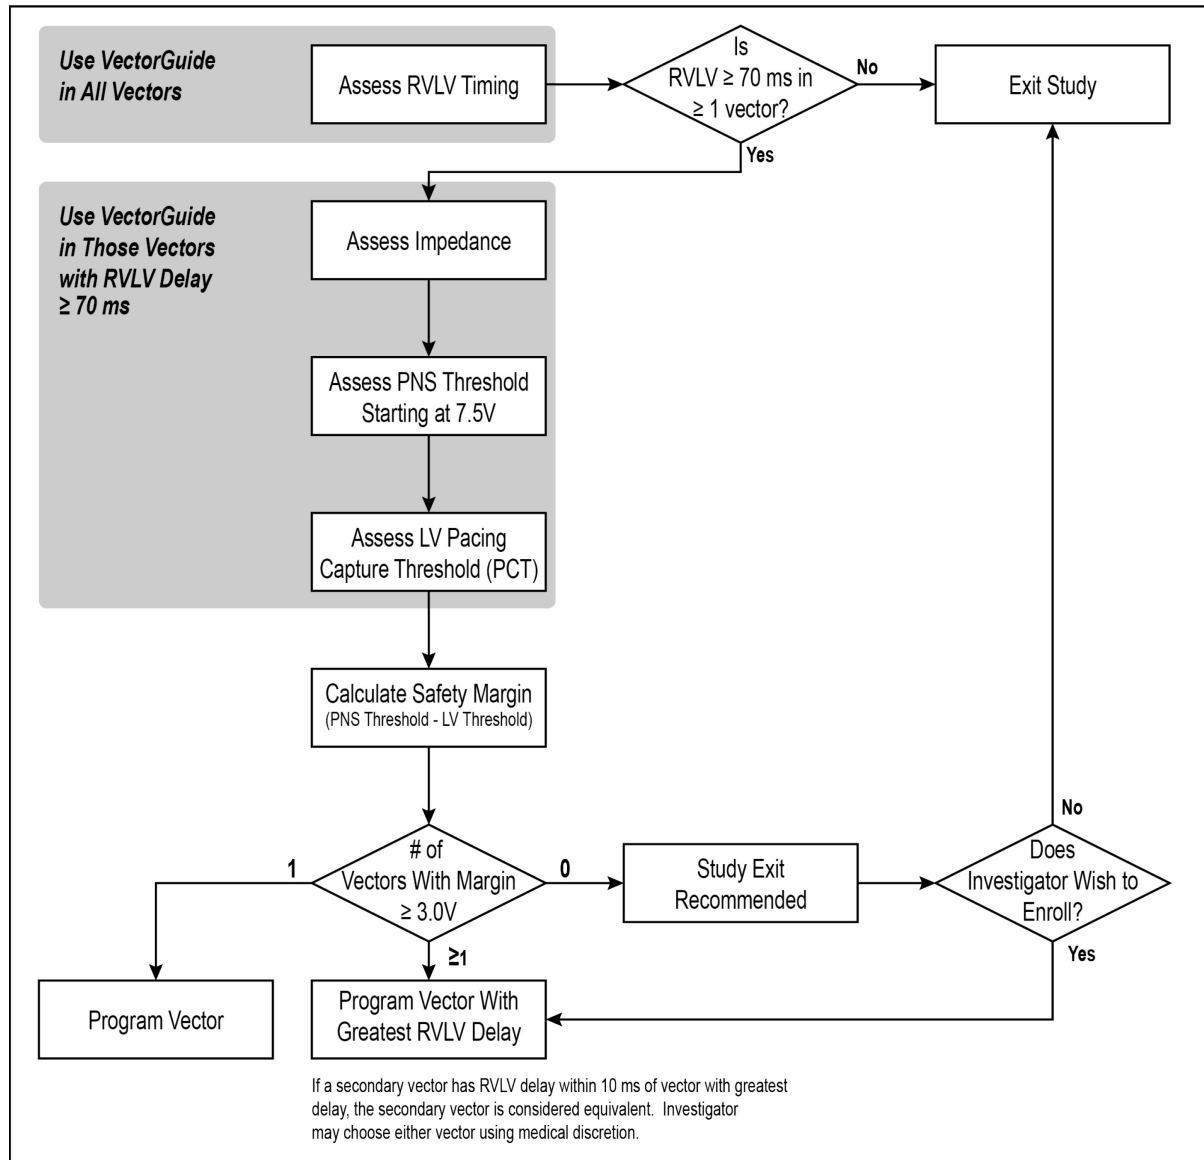 Use VectorGuide
in All Vectors
Assess RVLV Timing
Is
RVLV ≥ 70 ms in
≥ 1 vector?
No
Exit Study
Yes
Use VectorGuide
in Those Vectors
with RVLV Delay
≥ 70 ms
Assess Impedance
Assess PNS Threshold
Starting at 7.5V
Assess LV Pacing
Capture Threshold (PCT)
Calculate Safety Margin
(PNS Threshold - LV Threshold)
# of
Vectors With Margin
≥ 3.0V
1
0
≥1
Study Exit
Recommended
Does
Investigator Wish to
Enroll?
No
Yes
Program Vector
Program Vector With
Greatest RVLV Delay
If a secondary vector has RVLV delay within 10 ms of vector with greatest
delay, the secondary vector is considered equivalent. Investigator
may choose either vector using medical discretion.